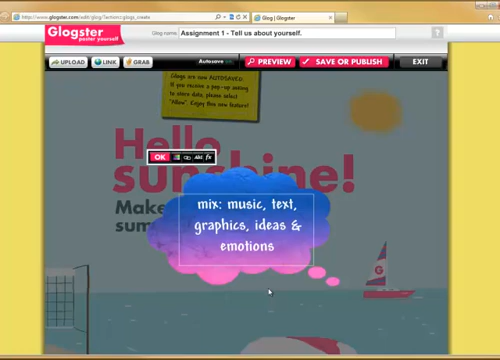 http://www.glogster.com/edit/glog/?actions=glogs_create
Glog | Glogster
Glogster
poster yourself
Glog name
Assignment 1 - Tell us about yourself.
?
UPLOAD
LINK
GRAB
Autosave
PREVIEW
SAVE OR PUBLISH
EXIT
Glogs are now AUTOSAVED.
If you receive a pop-up asking
to store data, please select
"Allow". Enjoy this new feature!
Hello
sunshine!
OK
Make
sum
mix: music, text,
graphics, ideas &
emotions
G